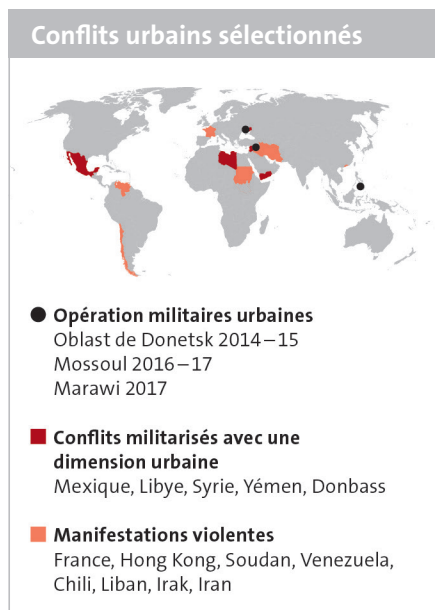 Conflits urbains sélectionnés
Opération militaires urbaines
Oblast de Donetsk 2014–15
Mossoul 2016–17
Marawi 2017
Conflits militarisés avec une
dimension urbaine
Mexique, Libye, Syrie, Yémen, Donbass
Manifestations violentes
France, Hong Kong, Soudan, Venezuela,
Chili, Liban, Irak, Iran